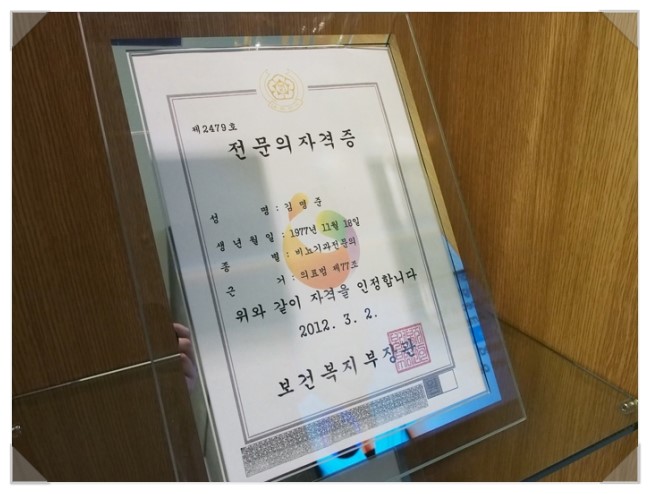 제2479호
전문의자격증
성 명 : 김명준
생년월일 : 1977년 11월 18일
종 별 : 비뇨기과전문의
근 거 : 의료법 제77조
위와 같이 자격을 인정합니다
2012. 3. 2.
보건복지부장관